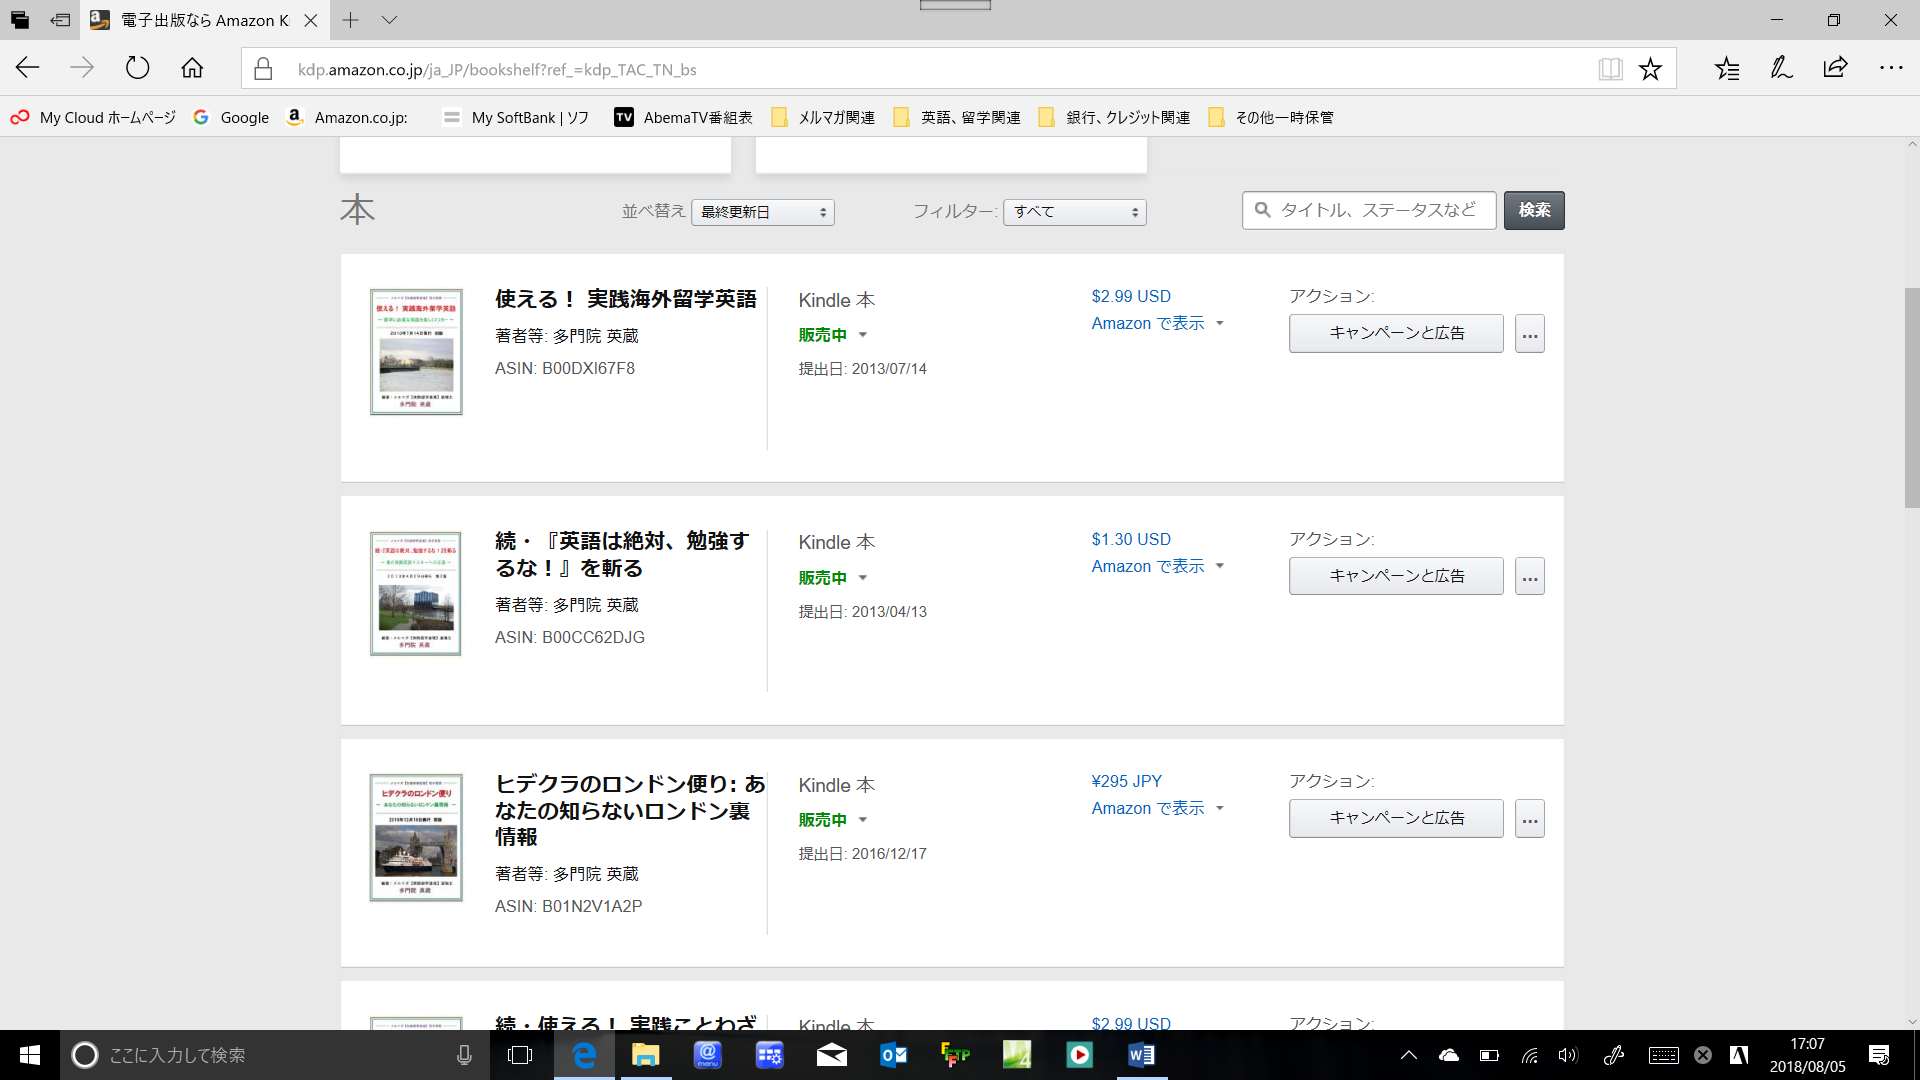 電子出版なら Amazon K
kdp.amazon.co.jp/ja_JP/bookshelf?ref_=kdp_TAC_TN_bs
My Cloud ホームページ
Google
Amazon.co.jp:
My SoftBank | ソフ
TV
AbemaTV番組表
メルマガ関連
英語、留学関連
銀行、クレジット関連
その他一時保管
本
並べ替え 最終更新日
フィルター: すべて
タイトル、ステータスなど
検索
使える！ 実践海外留学英語
著者等: 多門院 英蔵
ASIN: B00DXI67F8
Kindle 本
販売中
提出日: 2013/07/14
$2.99 USD
Amazon で表示
アクション:
キャンペーンと広告
...
続・『英語は絶対、勉強す
るな！』を斬る
著者等: 多門院 英蔵
ASIN: B00CC62DJG
Kindle 本
販売中
提出日: 2013/04/13
$1.30 USD
Amazon で表示
アクション:
キャンペーンと広告
...
ヒデクラのロンドン便り: あ
なたの知らないロンドン裏
情報
著者等: 多門院 英蔵
ASIN: B01N2V1A2P
Kindle 本
販売中
提出日: 2016/12/17
¥295 JPY
Amazon で表示
アクション:
キャンペーンと広告
...
続・使える！ 実践ことわざ
Kindle 本
$2.99 USD
アクション:
ここに入力して検索
17:07
2018/08/05